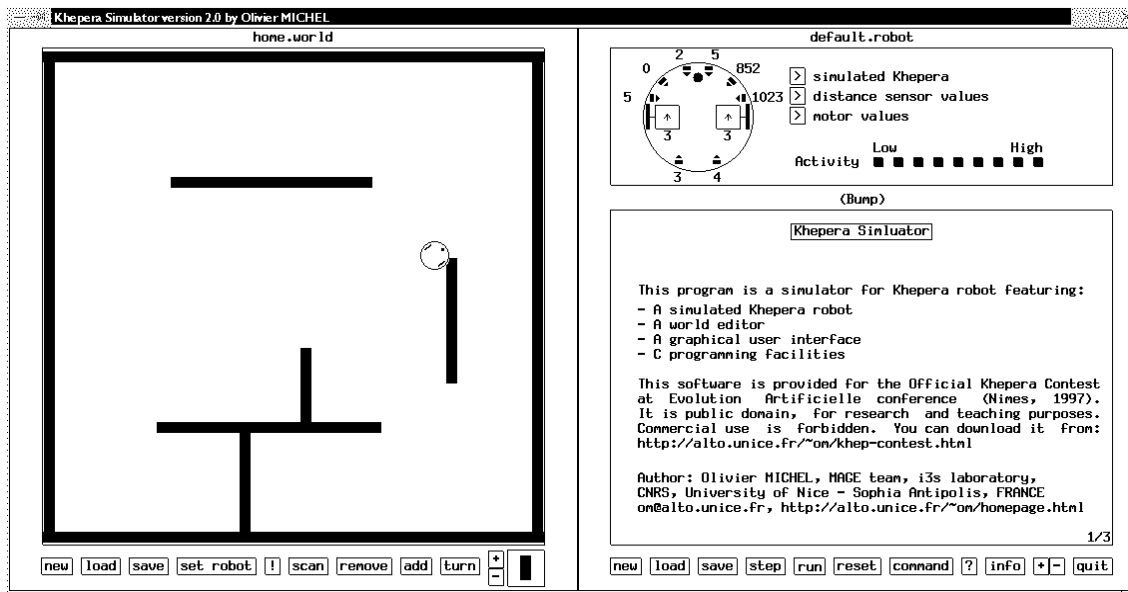 Khepera Simulator version 2.0 by Olivier MICHEL
home.world
new load save set robot ! scan remove add turn + -
default.robot
2 5
0 852
5 1023
3 3
3 4
> simulated Khepera
> distance sensor values
> motor values
Low High
Activity
(Bump)
Khepera Simluator
This program is a simulator for Khepera robot featuring:
- A simulated Khepera robot
- A world editor
- A graphical user interface
- C programming facilities
This software is provided for the Official Khepera Contest
at Evolution Artificielle conference (Nimes, 1997).
It is public domain, for research and teaching purposes.
Commercial use is forbidden. You can download it from:
http://alto.unice.fr/~om/khep-contest.html
Author: Olivier MICHEL, MAGE team, i3s laboratory,
CNRS, University of Nice - Sophia Antipolis, FRANCE
om@alto.unice.fr, http://alto.unice.fr/~om/homepage.html
1/3
new load save step run reset command ? info + - quit